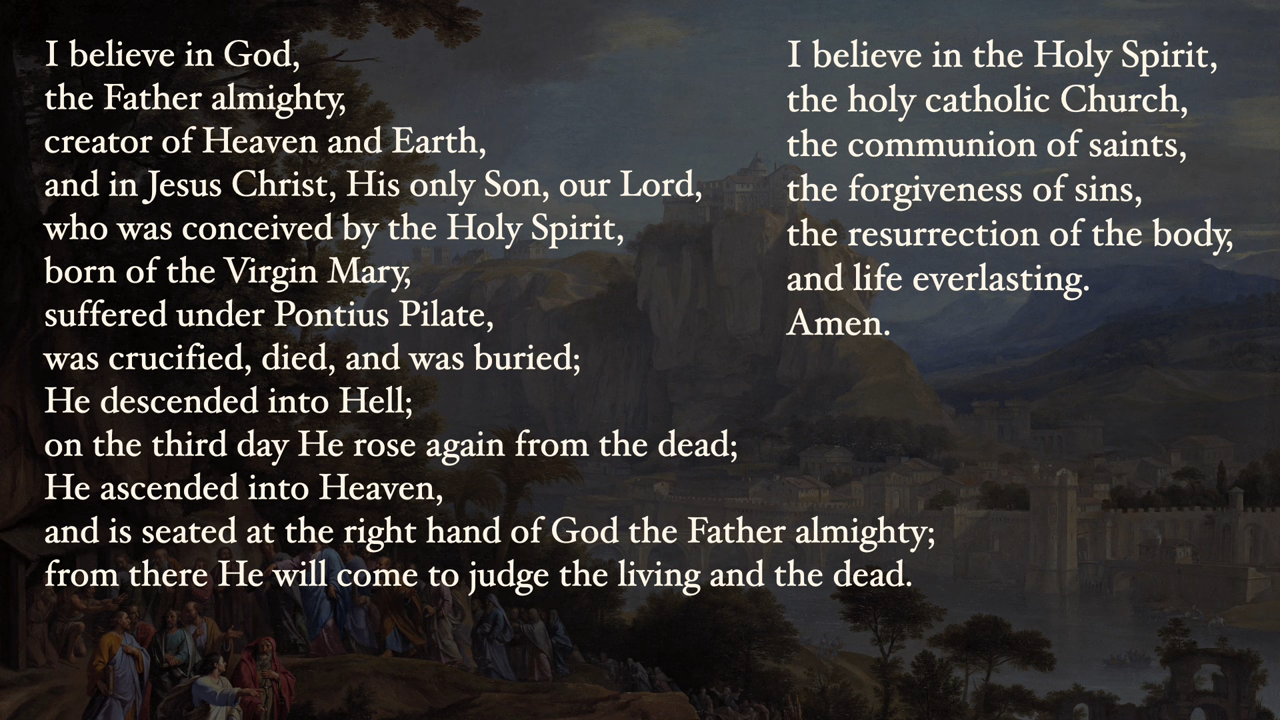 I believe in God,
the Father almighty,
creator of Heaven and Earth,
and in Jesus Christ, His only Son, our Lord,
who was conceived by the Holy Spirit,
born of the Virgin Mary,
suffered under Pontius Pilate,
was crucified, died, and was buried;
He descended into Hell;
on the third day He rose again from the dead;
He ascended into Heaven,
and is seated at the right hand of God the Father almighty;
from there He will come to judge the living and the dead.
I believe in the Holy Spirit,
the holy catholic Church,
the communion of saints,
the forgiveness of sins,
the resurrection of the body,
and life everlasting.
Amen.